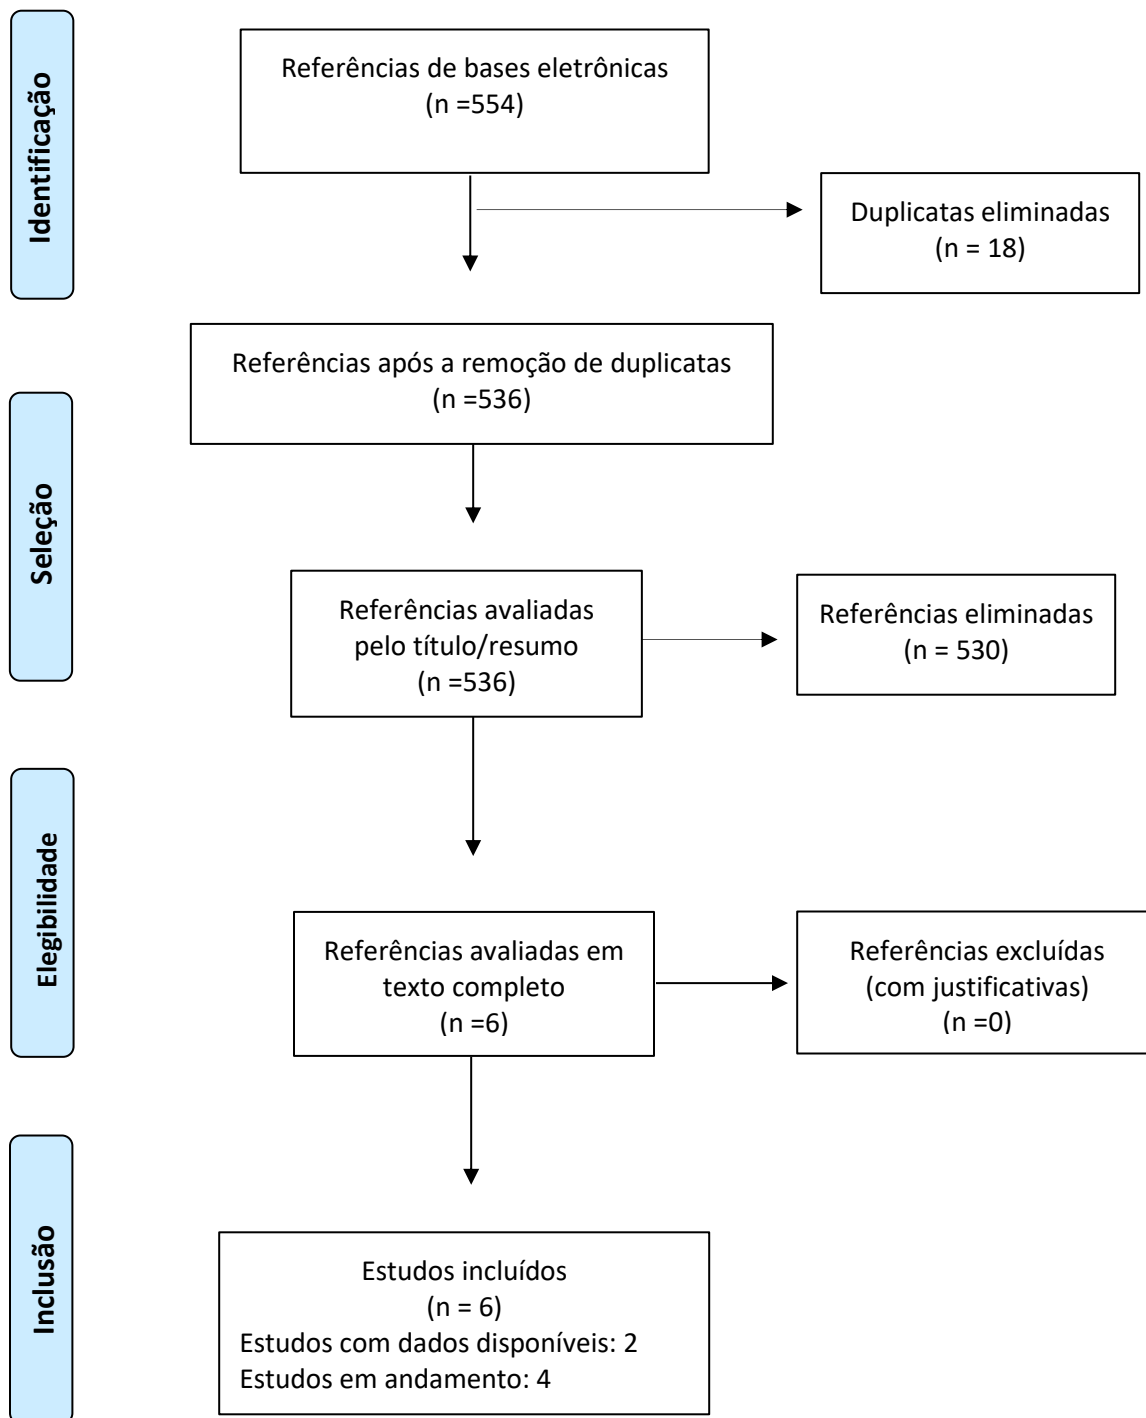 Identificação
Referências de bases eletrônicas
(n =554)
Duplicatas eliminadas
(n = 18)
Referências após a remoção de duplicatas
(n =536)
Seleção
Referências avaliadas
pelo título/resumo
(n =536)
Referências eliminadas
(n = 530)
Elegibilidade
Referências avaliadas em
texto completo
(n =6)
Referências excluídas
(com justificativas)
(n =0)
Inclusão
Estudos incluídos
(n = 6)
Estudos com dados disponíveis: 2
Estudos em andamento: 4